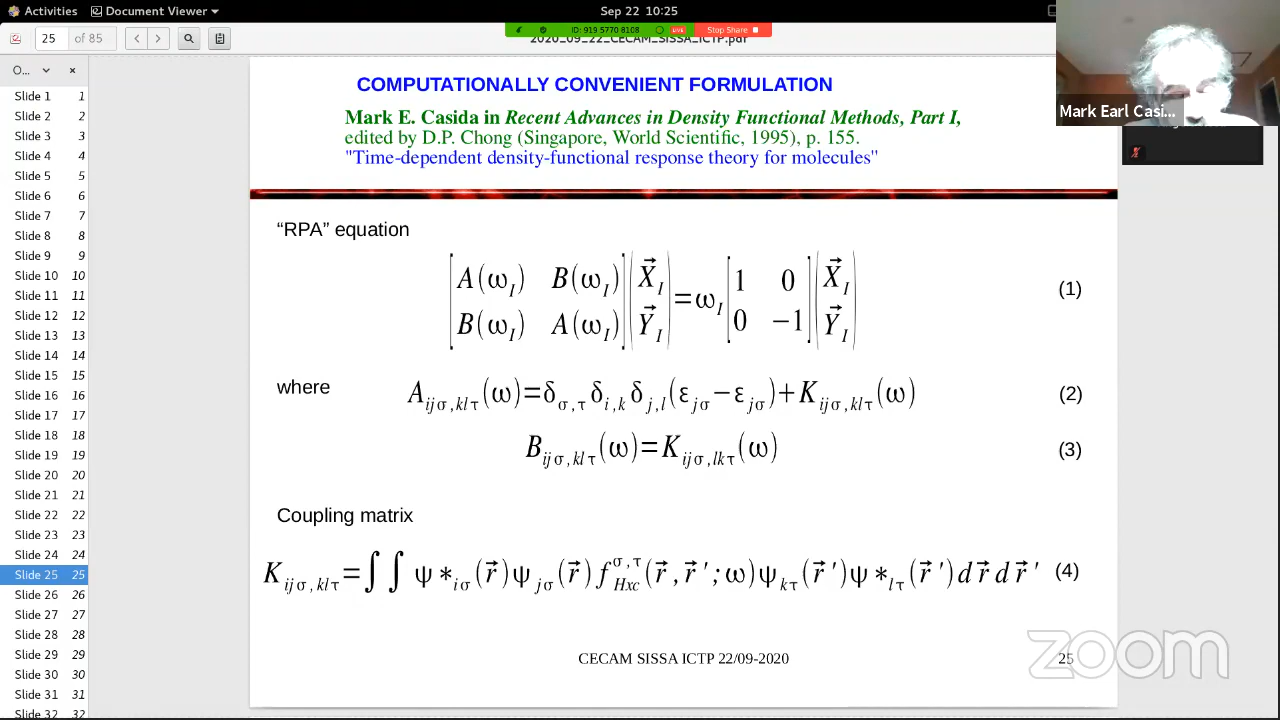 Activities Document Viewer Sep 22 10:25
25 of 85
ID: 919 5770 8108 LIVE Stop Share
2020_09_22_CECAM_SISSA_ICTP.pdf
O...
Slide 1 1
Slide 2 2
Slide 3 3
Slide 4 4
Slide 5 5
Slide 6 6
Slide 7 7
Slide 8 8
Slide 9 9
Slide 10 10
Slide 11 11
Slide 12 12
Slide 13 13
Slide 14 14
Slide 15 15
Slide 16 16
Slide 17 17
Slide 18 18
Slide 19 19
Slide 20 20
Slide 21 21
Slide 22 22
Slide 23 23
Slide 24 24
Slide 25 25
Slide 26 26
Slide 27 27
Slide 28 28
Slide 29 29
Slide 30 30
Slide 31 31
Slide 32 32
Mark Earl Casi...
COMPUTATIONALLY CONVENIENT FORMULATION
Mark E. Casida in Recent Advances in Density Functional Methods, Part I,
edited by D.P. Chong (Singapore, World Scientific, 1995), p. 155.
"Time-dependent density-functional response theory for molecules"
“RPA” equation
[A(ω_I) B(ω_I); B(ω_I) A(ω_I)] (X⃗_I; Y⃗_I) = ω_I [1 0; 0 −1] (X⃗_I; Y⃗_I) (1)
where A_{ijσ,klτ}(ω)=δ_{σ,τ} δ_{i,k} δ_{j,l}(ε_{jσ}−ε_{jσ})+K_{ijσ,klτ}(ω) (2)
B_{ijσ,klτ}(ω)=K_{ijσ,lkτ}(ω) (3)
Coupling matrix
K_{ijσ,klτ}=∫∫ ψ*_{iσ}(r⃗)ψ_{jσ}(r⃗) f^{σ,τ}_{Hxc}(r⃗,r⃗';ω)ψ_{kτ}(r⃗')ψ*_{lτ}(r⃗')dr⃗dr⃗' (4)
CECAM SISSA ICTP 22/09-2020 25
zoom